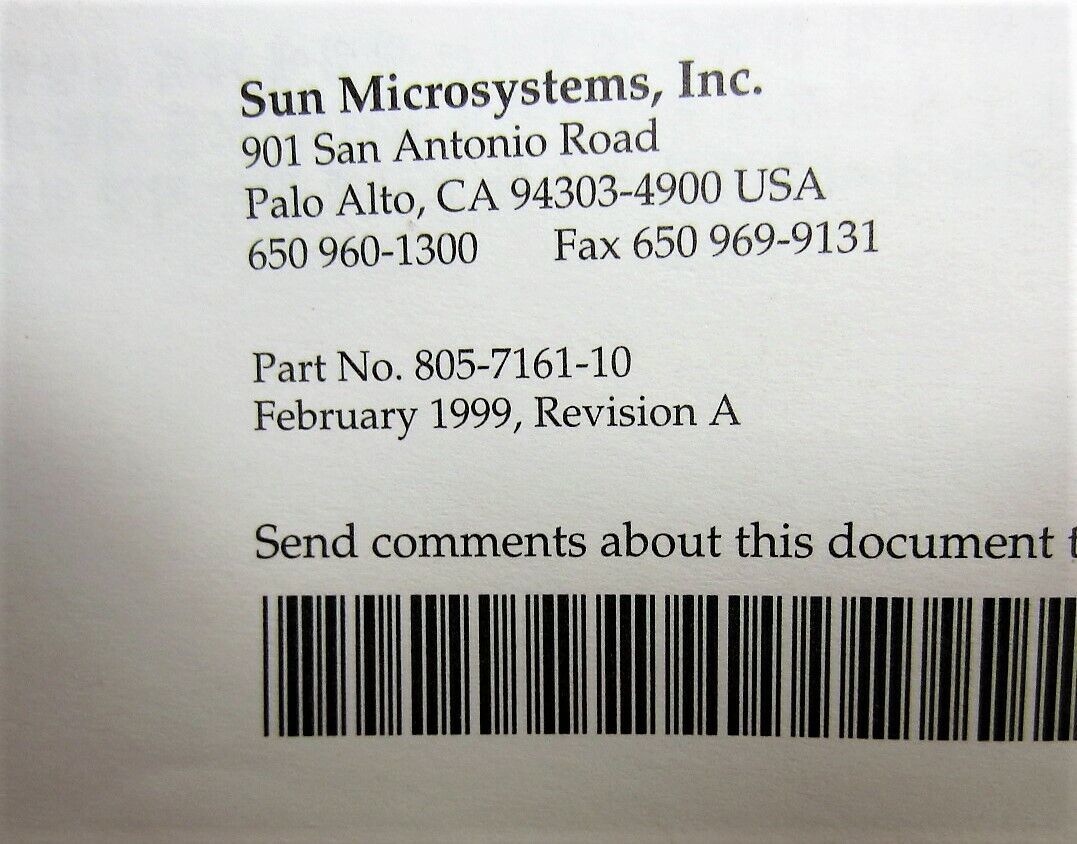 Sun Microsystems, Inc.
901 San Antonio Road
Palo Alto, CA 94303-4900 USA
650 960-1300 Fax 650 969-9131
Part No. 805-7161-10
February 1999, Revision A
Send comments about this document